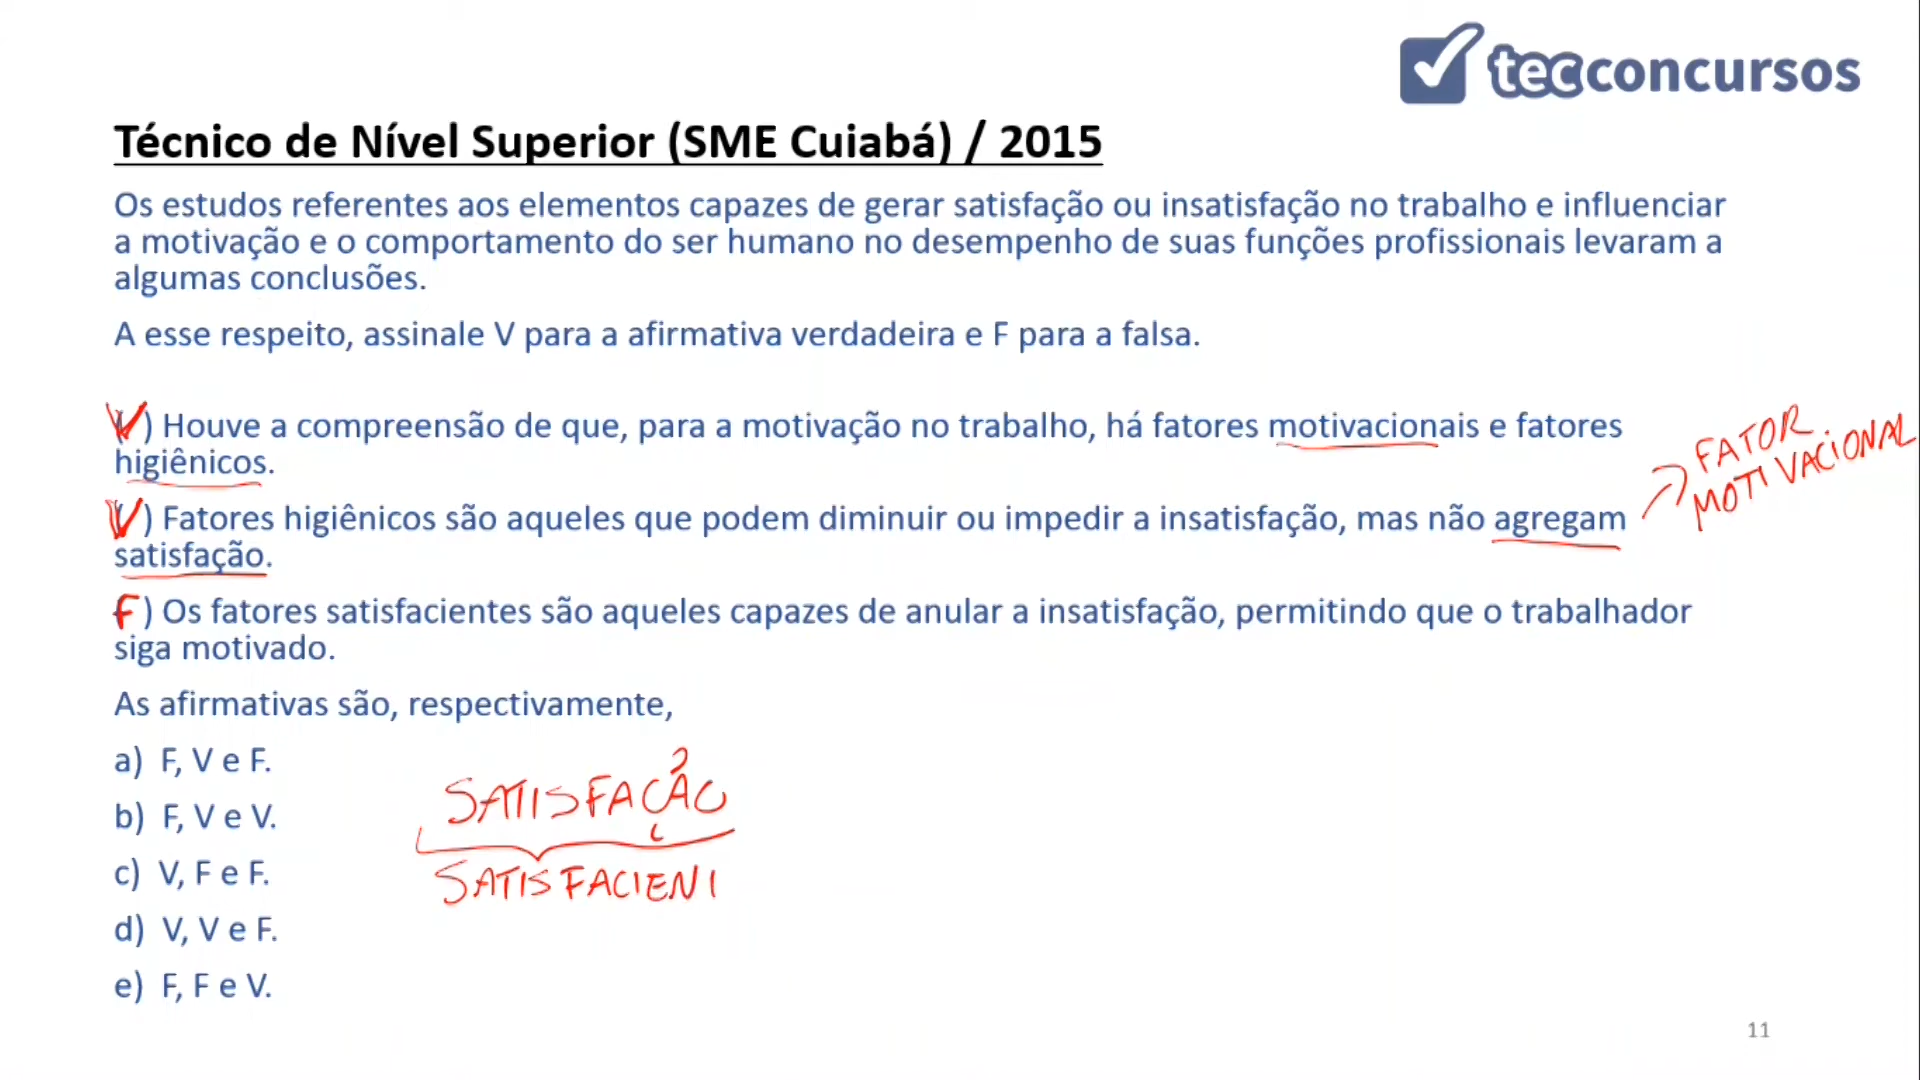 tecconcursos
Técnico de Nível Superior (SME Cuiabá) / 2015
Os estudos referentes aos elementos capazes de gerar satisfação ou insatisfação no trabalho e influenciar
a motivação e o comportamento do ser humano no desempenho de suas funções profissionais levaram a
algumas conclusões.
A esse respeito, assinale V para a afirmativa verdadeira e F para a falsa.
V ) Houve a compreensão de que, para a motivação no trabalho, há fatores motivacionais e fatores
higiênicos.
FATOR
MOTIVACIONAL
V ) Fatores higiênicos são aqueles que podem diminuir ou impedir a insatisfação, mas não agregam
satisfação.
F ) Os fatores satisfacientes são aqueles capazes de anular a insatisfação, permitindo que o trabalhador
siga motivado.
As afirmativas são, respectivamente,
a) F, V e F.
b) F, V e V.
c) V, F e F.
d) V, V e F.
e) F, F e V.
SATISFAÇÃO
SATISFACIENI
11